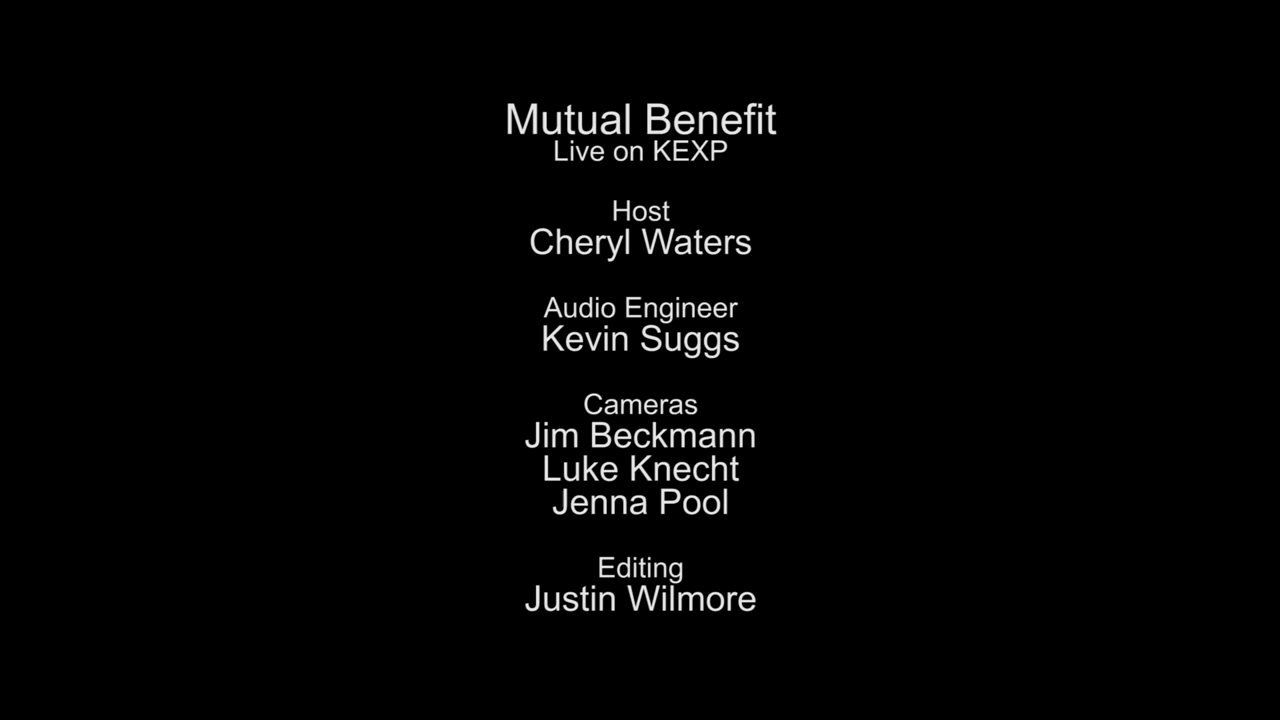 Mutual Benefit
Live on KEXP
Host
Cheryl Waters
Audio Engineer
Kevin Suggs
Cameras
Jim Beckmann
Luke Knecht
Jenna Pool
Editing
Justin Wilmore